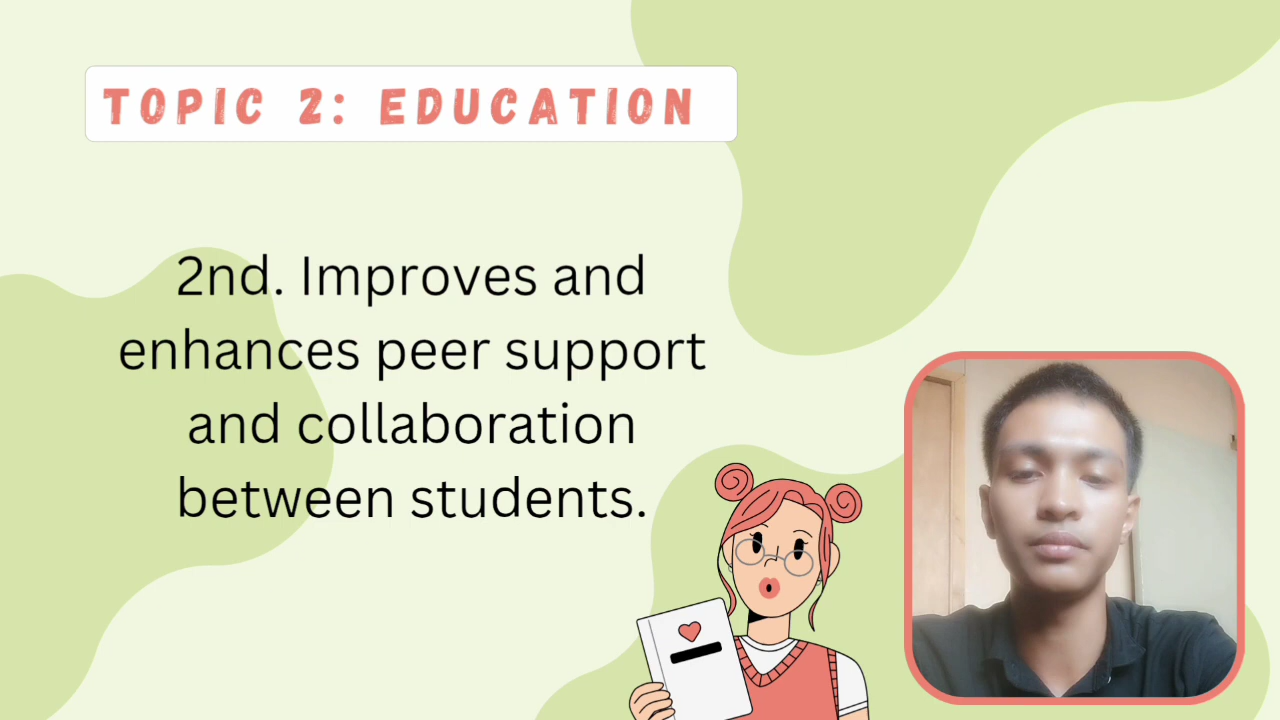 TOPIC 2: EDUCATION
2nd. Improves and
enhances peer support
and collaboration
between students.